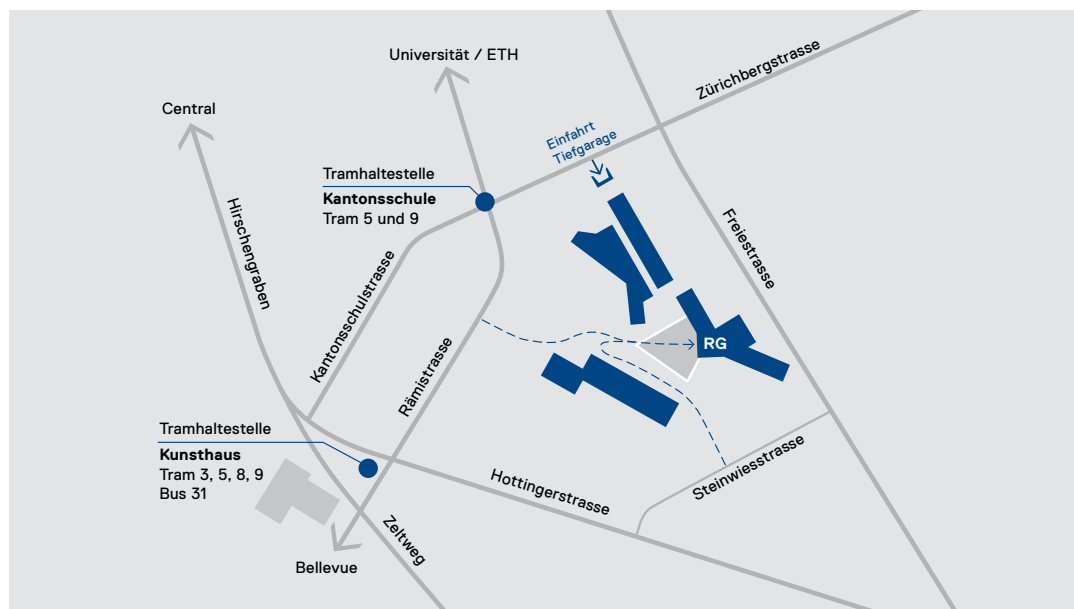 Universität / ETH
Zürichbergstrasse
Central
Einfahrt
Tiefgarage
Tramhaltestelle
Kantonsschule
Tram 5 und 9
Hirschengraben
Freiestrasse
Kantonsschulstrasse
RG
Rämistrasse
Tramhaltestelle
Kunsthaus
Tram 3, 5, 8, 9
Bus 31
Hottingerstrasse
Steinwiesstrasse
Zeltweg
Bellevue